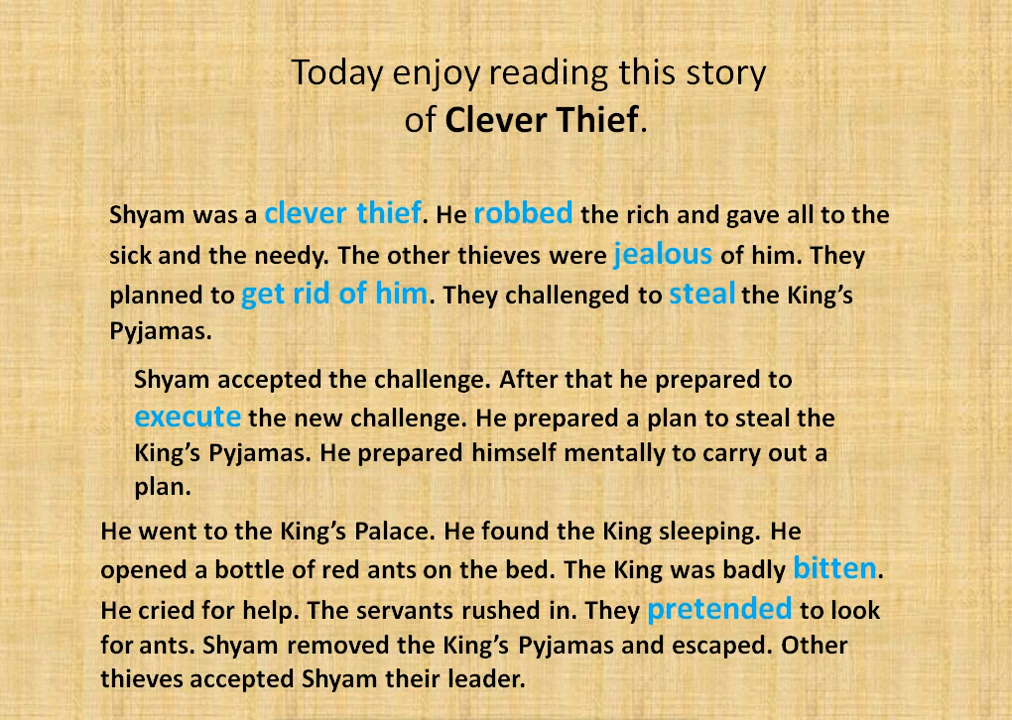 Today enjoy reading this story
of Clever Thief.
Shyam was a clever thief. He robbed the rich and gave all to the
sick and the needy. The other thieves were jealous of him. They
planned to get rid of him. They challenged to steal the King’s
Pyjamas.
Shyam accepted the challenge. After that he prepared to
execute the new challenge. He prepared a plan to steal the
King’s Pyjamas. He prepared himself mentally to carry out a
plan.
He went to the King’s Palace. He found the King sleeping. He
opened a bottle of red ants on the bed. The King was badly bitten.
He cried for help. The servants rushed in. They pretended to look
for ants. Shyam removed the King’s Pyjamas and escaped. Other
thieves accepted Shyam their leader.